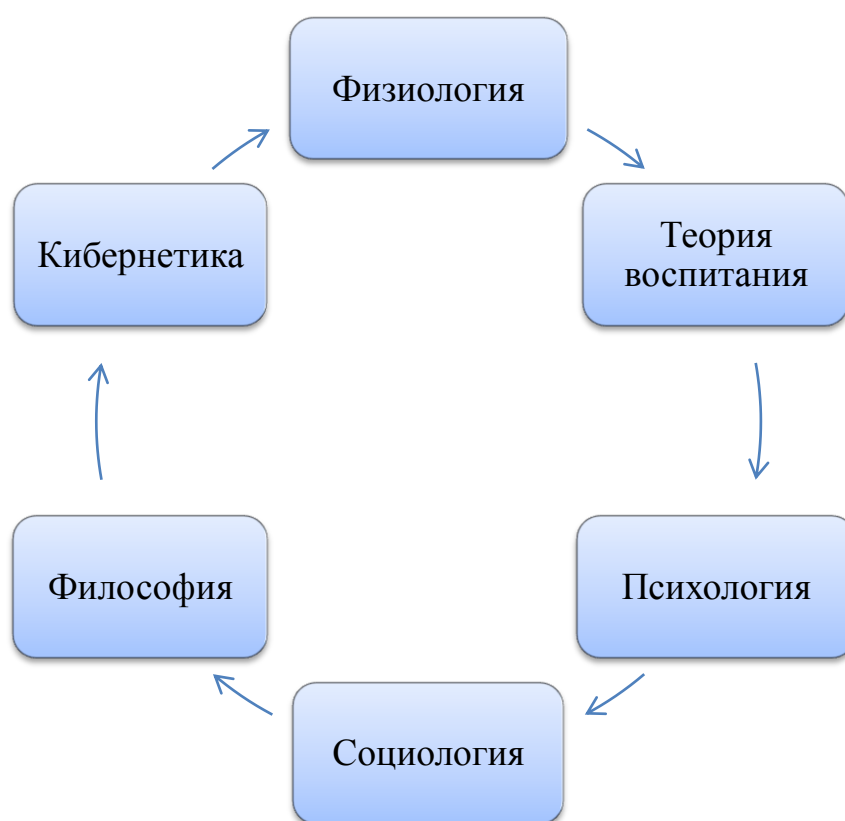 Физиология
Теория
воспитания
Психология
Социология
Философия
Кибернетика